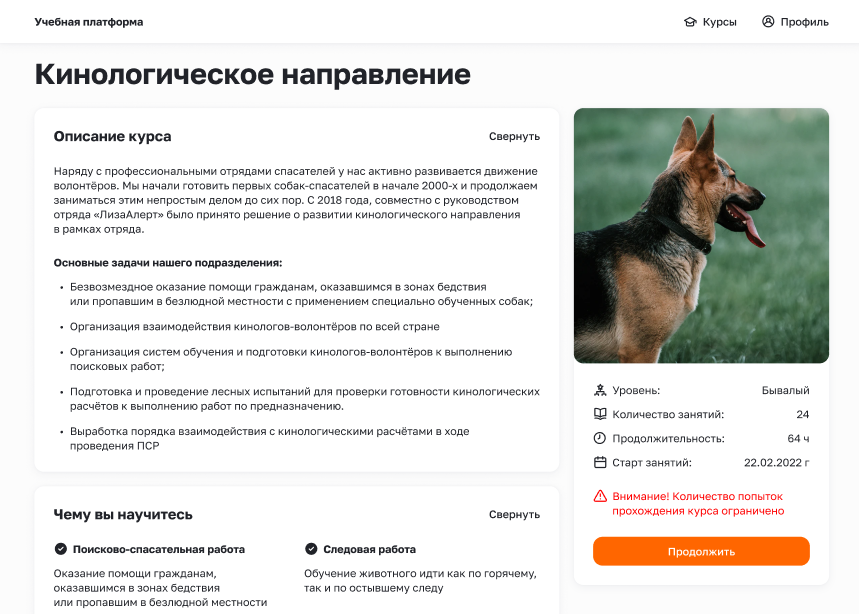 Учебная платформа
Курсы
Профиль
Кинологическое направление
Описание курса
Свернуть
Наряду с профессиональными отрядами спасателей у нас активно развивается движение
волонтёров. Мы начали готовить первых собак-спасателей в начале 2000-х и продолжаем
заниматься этим непростым делом до сих пор. С 2018 года, совместно с руководством
отряда «ЛизаАлерт» было принято решение о развитии кинологического направления
в рамках отряда.
Основные задачи нашего подразделения:
• Безвозмездное оказание помощи гражданам, оказавшимся в зонах бедствия
или пропавшим в безлюдной местности с применением специально обученных собак;
• Организация взаимодействия кинологов-волонтёров по всей стране
• Организация систем обучения и подготовки кинологов-волонтёров к выполнению
поисковых работ;
• Подготовка и проведение лесных испытаний для проверки готовности кинологических
расчётов к выполнению работ по предназначению.
• Выработка порядка взаимодействия с кинологическими расчётами в ходе
проведения ПСР
Чему вы научитесь
Свернуть
Поисково-спасательная работа
Оказание помощи гражданам,
оказавшимся в зонах бедствия
или пропавшим в безлюдной местности
Следовая работа
Обучение животного идти как по горячему,
так и по остывшему следу
Уровень: Бывалый
Количество занятий: 24
Продолжительность: 64 ч
Старт занятий: 22.02.2022 г
Внимание! Количество попыток
прохождения курса ограничено
Продолжить